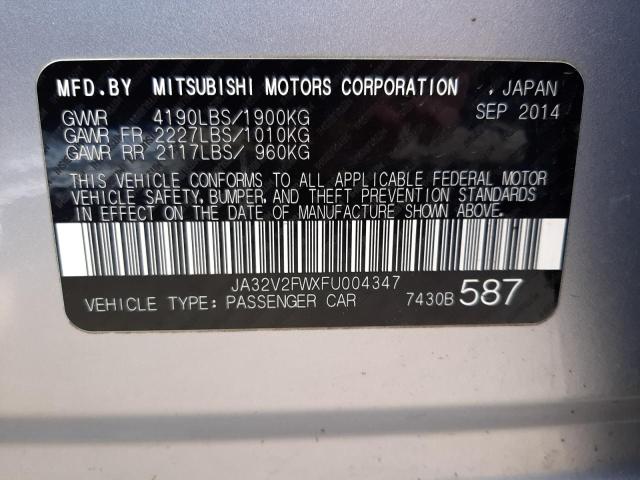 MFD.BY MITSUBISHI MOTORS CORPORATION , JAPAN
SEP 2014
GVWR 4190LBS/1900KG
GAWR FR 2227LBS/1010KG
GAWR RR 2117LBS/ 960KG
THIS VEHICLE CONFORMS TO ALL APPLICABLE FEDERAL MOTOR
VEHICLE SAFETY, BUMPER, AND THEFT PREVENTION STANDARDS
IN EFFECT ON THE DATE OF MANUFACTURE SHOWN ABOVE.
JA32V2FWXFU004347
VEHICLE TYPE: PASSENGER CAR 7430B 587